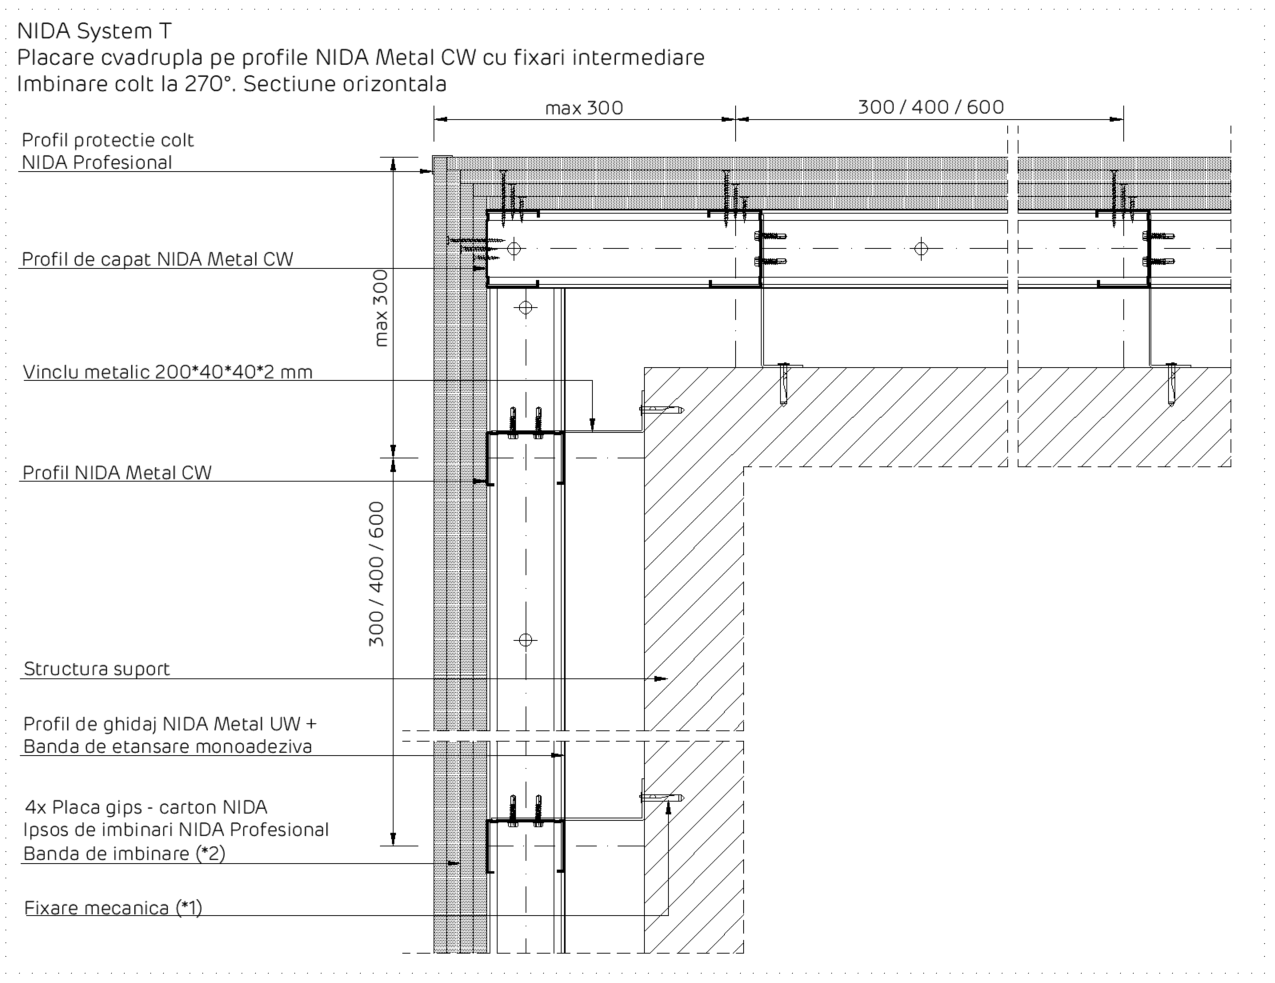 NIDA System T
Placare cvadrupla pe profile NIDA Metal CW cu fixari intermediare
Imbinare colt la 270°. Sectiune orizontala
max 300
300 / 400 / 600
Profil protectie colt
NIDA Profesional
Profil de capat NIDA Metal CW
max 300
Vinclu metalic 200*40*40*2 mm
Profil NIDA Metal CW
300 / 400 / 600
Structura suport
Profil de ghidaj NIDA Metal UW +
Banda de etansare monoadeziva
4x Placa gips - carton NIDA
Ipsos de imbinari NIDA Profesional
Banda de imbinare (*2)
Fixare mecanica (*1)